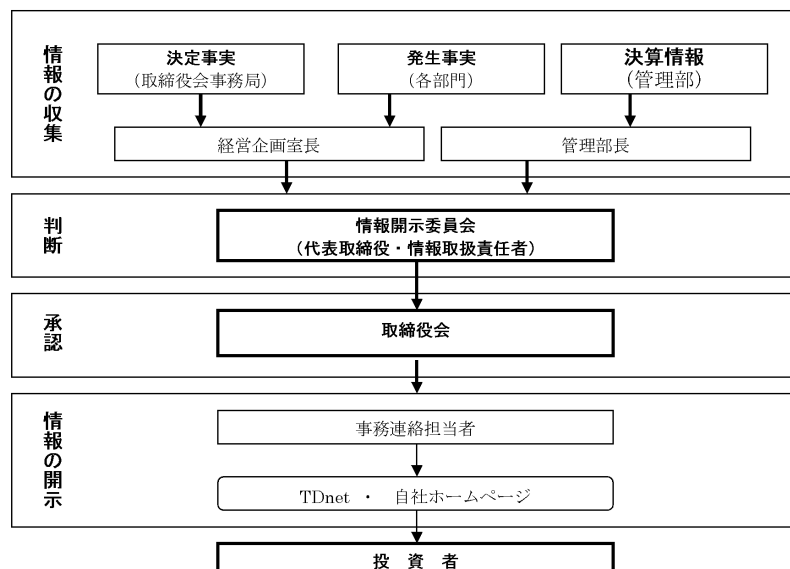 情報の収集
決定事実
（取締役会事務局）
発生事実
（各部門）
決算情報
（管理部）
経営企画室長
管理部長
判断
情報開示委員会
（代表取締役・情報取扱責任者）
承認
取締役会
情報の開示
事務連絡担当者
TDnet ・ 自社ホームページ
投 資 者